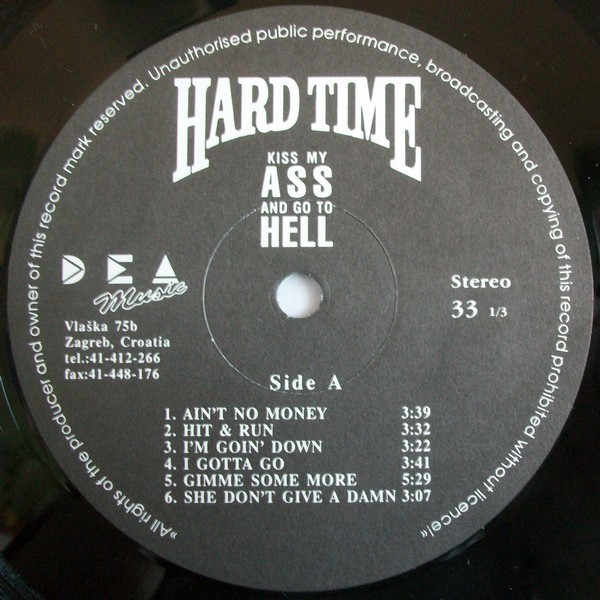 »All rights of the producer and owner of this record mark reserved. Unauthorised public performance, broadcasting and copying of this record prohibited without licence!«
HARD TIME
KISS MY
ASS
AND GO TO
HELL
DEA
Music
Vlaška 75b
Zagreb, Croatia
tel.:41-412-266
fax:41-448-176
Stereo
33 1/3
Side A
1. AIN'T NO MONEY 3:39
2. HIT & RUN 3:32
3. I'M GOIN' DOWN 3:22
4. I GOTTA GO 3:41
5. GIMME SOME MORE 5:29
6. SHE DON'T GIVE A DAMN 3:07